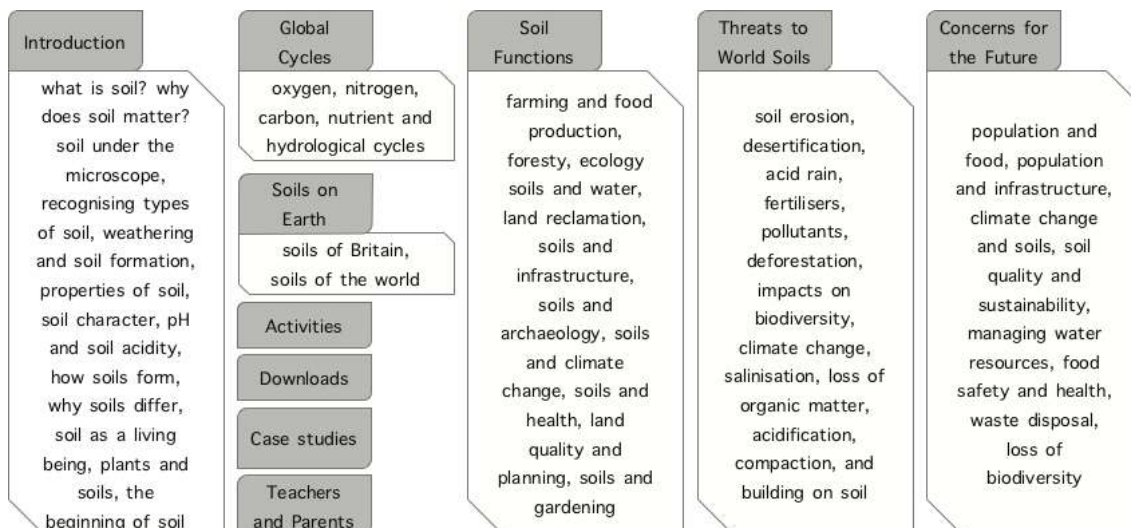 Introduction
what is soil? why
does soil matter?
soil under the
microscope,
recognising types
of soil, weathering
and soil formation,
properties of soil,
soil character, pH
and soil acidity,
how soils form,
why soils differ,
soil as a living
being, plants and
soils, the
beginning of soil
Global
Cycles
oxygen, nitrogen,
carbon, nutrient and
hydrological cycles
Soils on
Earth
soils of Britain,
soils of the world
Activities
Downloads
Case studies
Teachers
and Parents
Soil
Functions
farming and food
production,
foresty, ecology
soils and water,
land reclamation,
soils and
infrastructure,
soils and
archaeology, soils
and climate
change, soils and
health, land
quality and
planning, soils and
gardening
Threats to
World Soils
soil erosion,
desertification,
acid rain,
fertilisers,
pollutants,
deforestation,
impacts on
biodiversity,
climate change,
salinisation, loss of
organic matter,
acidification,
compaction, and
building on soil
Concerns for
the Future
population and
food, population
and infrastructure,
climate change
and soils, soil
quality and
sustainability,
managing water
resources, food
safety and health,
waste disposal,
loss of
biodiversity